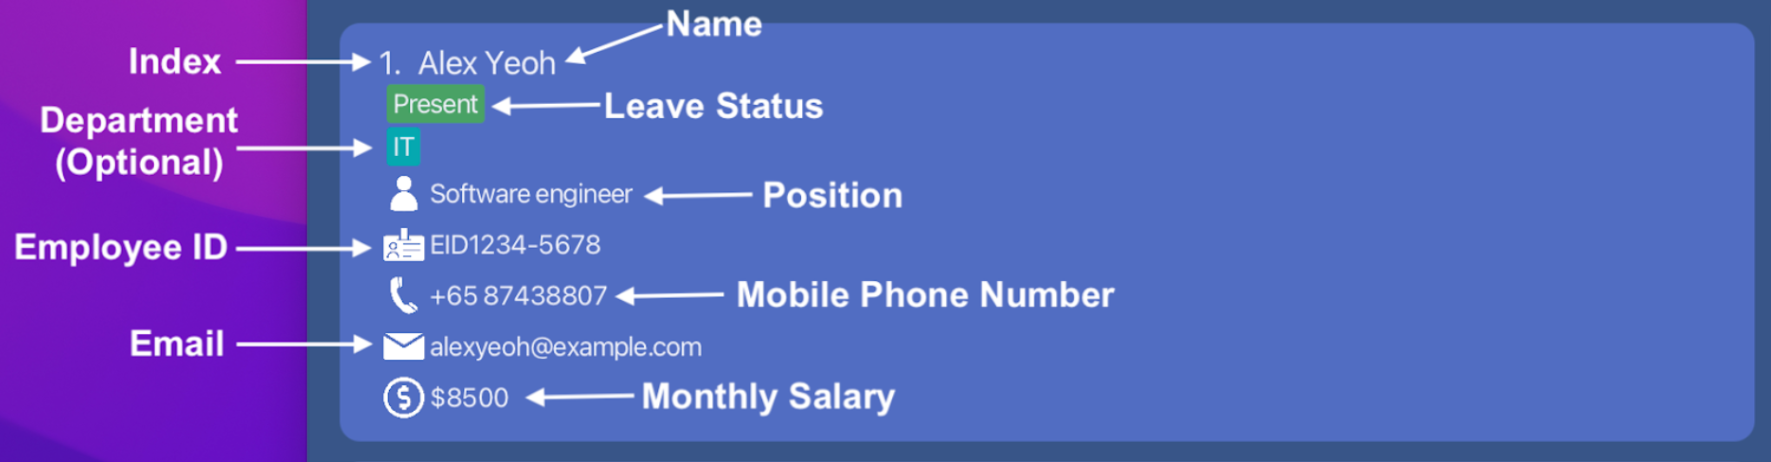 Name
Index
1. Alex Yeoh
Present
Leave Status
Department
(Optional)
IT
Software engineer
Position
Employee ID
EID1234-5678
+65 87438807
Mobile Phone Number
Email
alexyeoh@example.com
$8500
Monthly Salary